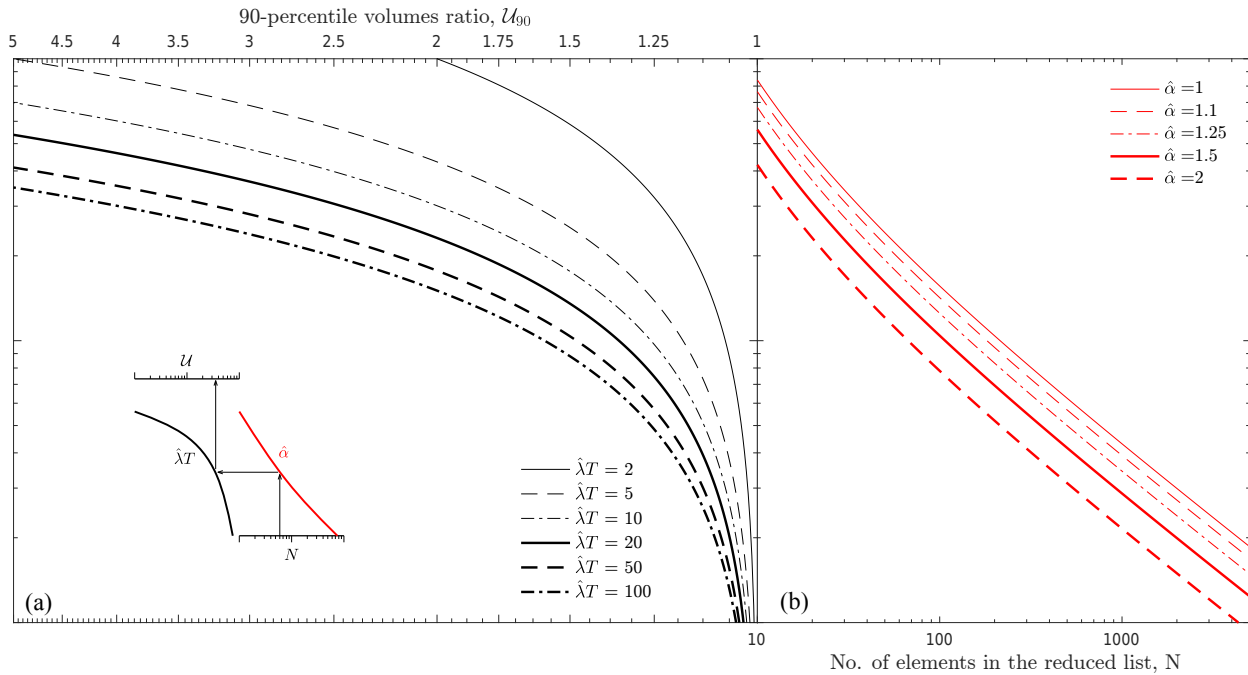 90-percentile volumes ratio, 𝒰₉₀
5 4.5 4 3.5 3 2.5 2 1.75 1.5 1.25 1
α̂ =1
α̂ =1.1
α̂ =1.25
α̂ =1.5
α̂ =2
𝒰
λ̂T
α̂
N
λ̂T = 2
λ̂T = 5
λ̂T = 10
λ̂T = 20
λ̂T = 50
λ̂T = 100
(a)
(b)
10 100 1000
No. of elements in the reduced list, N